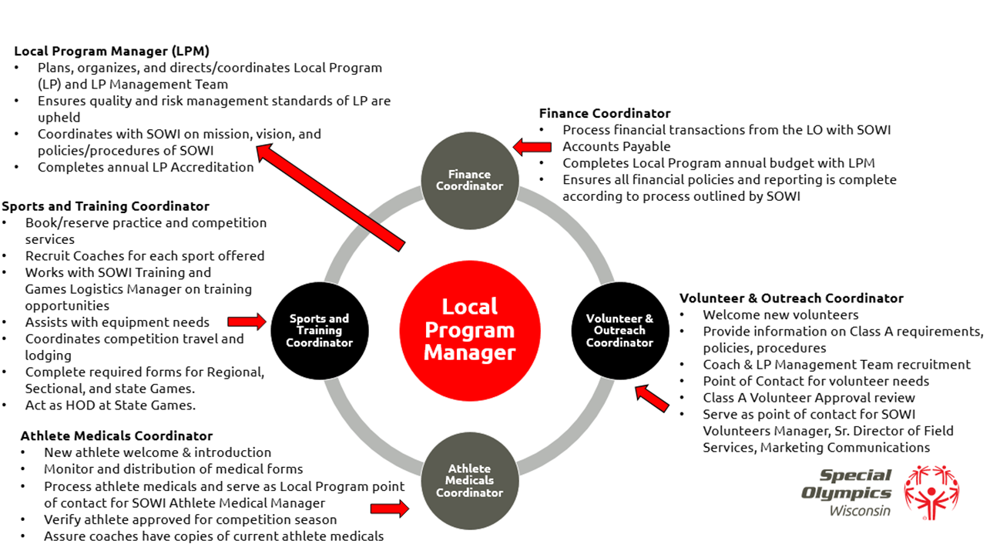 Local Program Manager (LPM)
• Plans, organizes, and directs/coordinates Local Program
(LP) and LP Management Team
• Ensures quality and risk management standards of LP are
upheld
• Coordinates with SOWI on mission, vision, and
policies/procedures of SOWI
• Completes annual LP Accreditation
Sports and Training Coordinator
• Book/reserve practice and competition
services
• Recruit Coaches for each sport offered
• Works with SOWI Training and
Games Logistics Manager on training
opportunities
• Assists with equipment needs
• Coordinates competition travel and
lodging
• Complete required forms for Regional,
Sectional, and state Games.
• Act as HOD at State Games.
Athlete Medicals Coordinator
• New athlete welcome & introduction
• Monitor and distribution of medical forms
• Process athlete medicals and serve as Local Program point
of contact for SOWI Athlete Medical Manager
• Verify athlete approved for competition season
• Assure coaches have copies of current athlete medicals
Finance
Coordinator
Sports and
Training
Coordinator
Local
Program
Manager
Volunteer &
Outreach
Coordinator
Athlete
Medicals
Coordinator
Finance Coordinator
• Process financial transactions from the LO with SOWI
• Accounts Payable
• Completes Local Program annual budget with LPM
• Ensures all financial policies and reporting is complete
according to process outlined by SOWI
Volunteer & Outreach Coordinator
• Welcome new volunteers
• Provide information on Class A requirements,
policies, procedures
• Coach & LP Management Team recruitment
• Point of Contact for volunteer needs
• Class A Volunteer Approval review
• Serve as point of contact for SOWI
Volunteers Manager, Sr. Director of Field
Services, Marketing Communications
Special
Olympics
Wisconsin